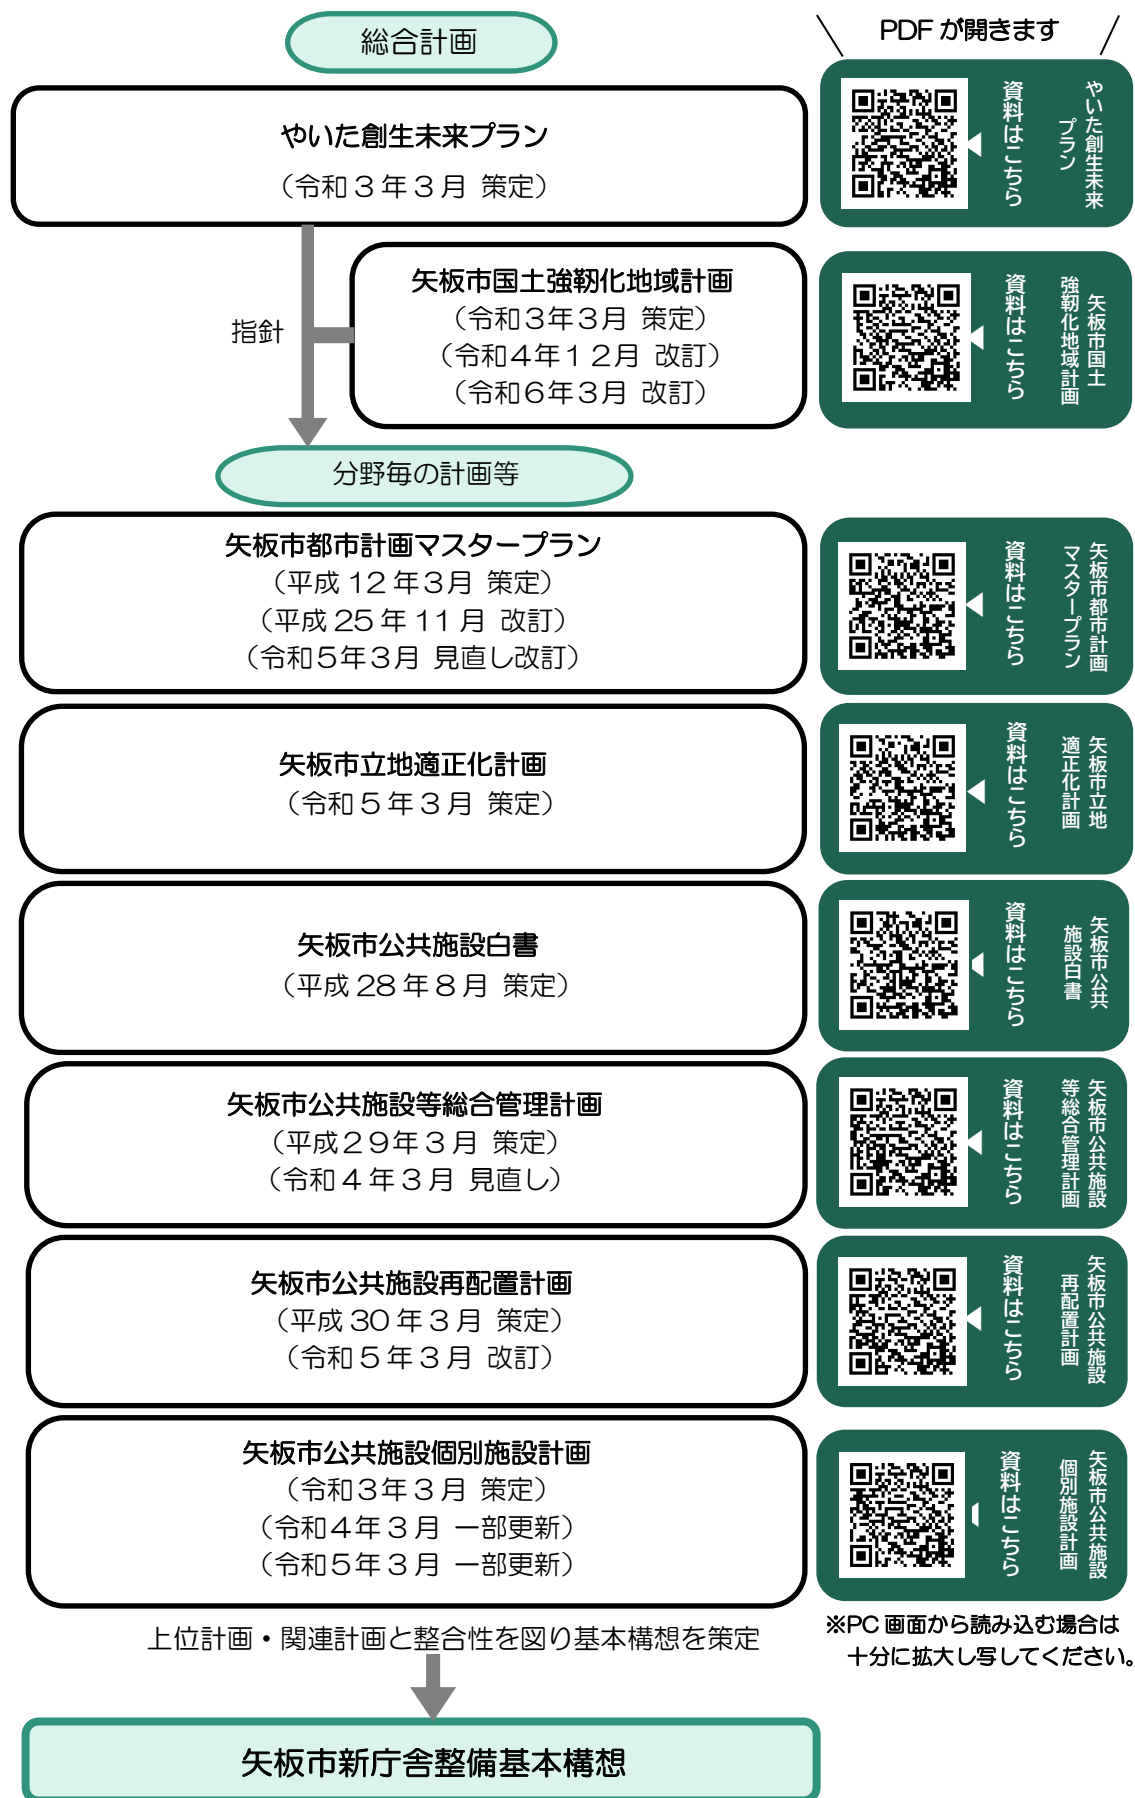 総合計画
PDF が開きます
やいた創生未来プラン
（令和３年３月 策定）
資料はこちら
やいた創生未来
プラン
矢板市国土強靭化地域計画
（令和３年３月 策定）
（令和４年１２月 改訂）
（令和６年３月 改訂）
指針
資料はこちら
矢板市国土
強靭化地域計画
分野毎の計画等
矢板市都市計画マスタープラン
（平成 12 年３月 策定）
（平成 25 年 11 月 改訂）
（令和５年３月 見直し改訂）
資料はこちら
矢板市都市計画
マスタープラン
矢板市立地適正化計画
（令和５年３月 策定）
資料はこちら
矢板市立地
適正化計画
矢板市公共施設白書
（平成 28 年８月 策定）
資料はこちら
矢板市公共
施設白書
矢板市公共施設等総合管理計画
（平成２９年３月 策定）
（令和４年３月 見直し）
資料はこちら
矢板市公共施設
等総合管理計画
矢板市公共施設再配置計画
（平成 30 年３月 策定）
（令和５年３月 改訂）
資料はこちら
矢板市公共施設
再配置計画
矢板市公共施設個別施設計画
（令和３年３月 策定）
（令和４年３月 一部更新）
（令和５年３月 一部更新）
資料はこちら
矢板市公共施設
個別施設計画
※PC 画面から読み込む場合は
十分に拡大し写してください。
上位計画・関連計画と整合性を図り基本構想を策定
矢板市新庁舎整備基本構想